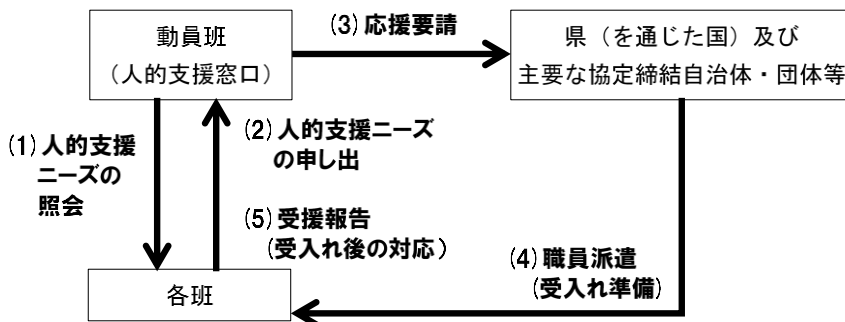 動員班
（人的支援窓口）
(3) 応援要請
県（を通じた国）及び
主要な協定締結自治体・団体等
(1) 人的支援
ニーズの
照会
(2) 人的支援ニーズ
の申し出
(5) 受援報告
(受入れ後の対応）
(4) 職員派遣
(受入れ準備)
各班